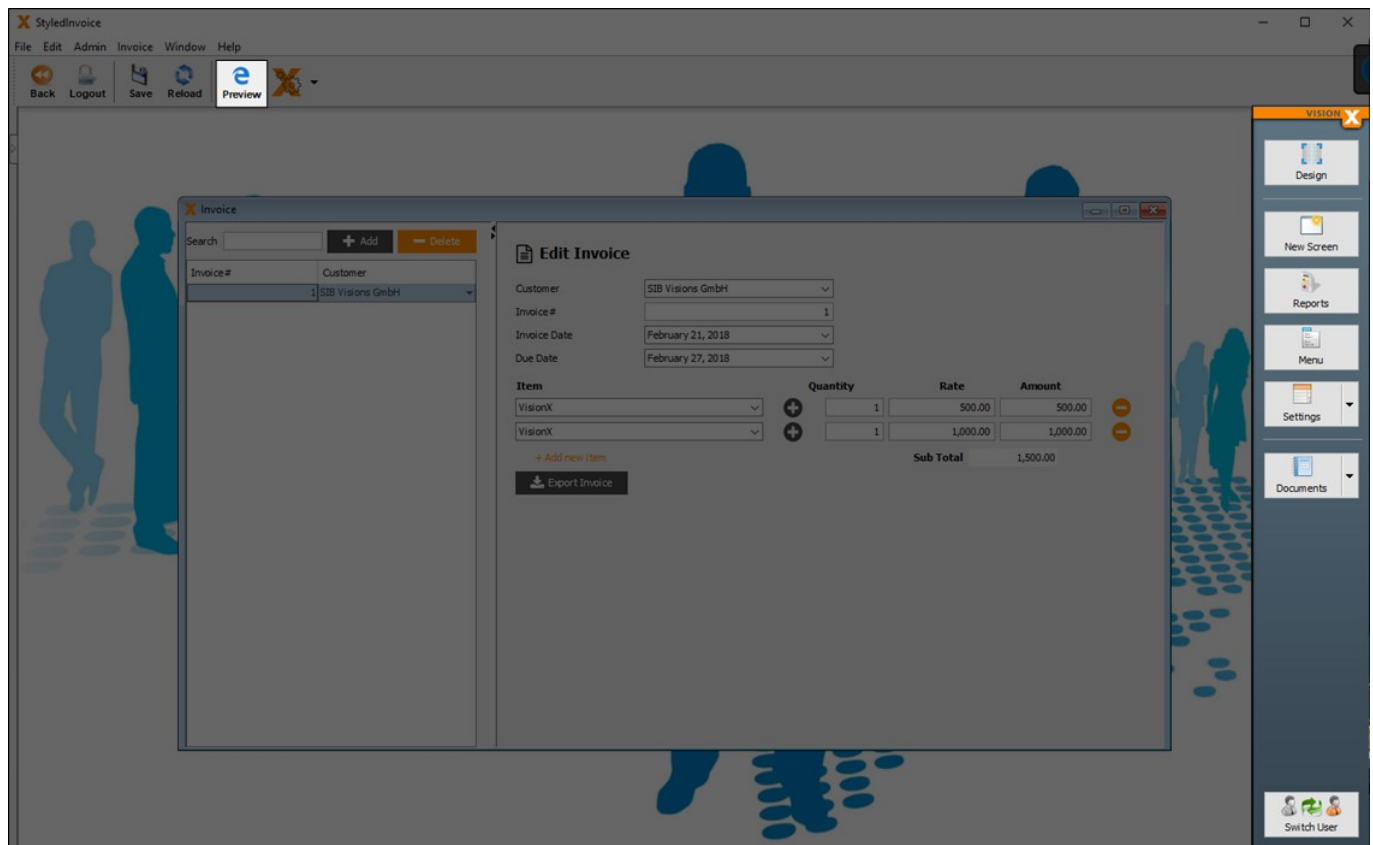 StyledInvoice
File Edit Admin Invoice Window Help
Back Logout Save Reload Preview
VISION X
Design
New Screen
Reports
Menu
Settings
Documents
Switch User
Invoice
Search + Add − Delete
Invoice# Customer
1 SIB Visions GmbH
Edit Invoice
Customer SIB Visions GmbH
Invoice# 1
Invoice Date February 21, 2018
Due Date February 27, 2018
Item Quantity Rate Amount
VisionX 1 500.00 500.00
VisionX 1 1,000.00 1,000.00
+ Add new item Sub Total 1,500.00
Export Invoice